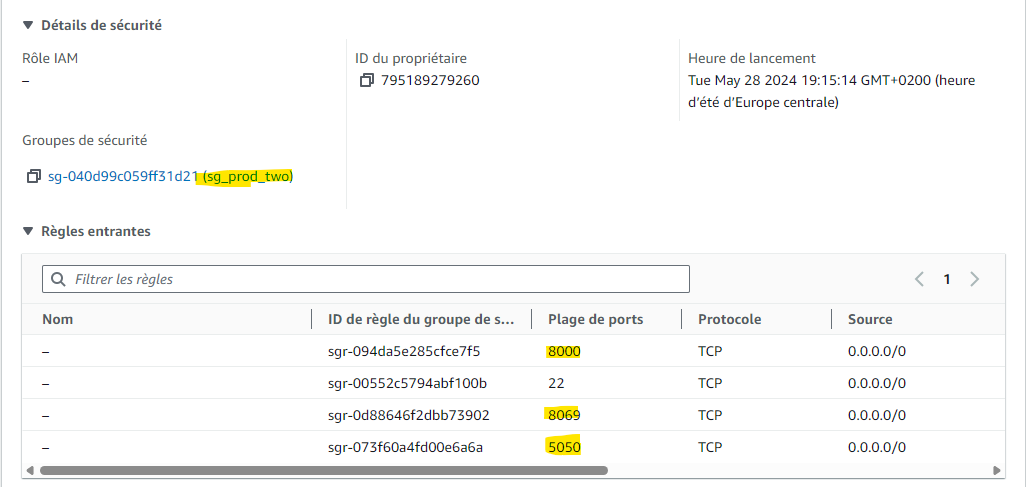 Détails de sécurité
Rôle IAM
–
ID du propriétaire
795189279260
Heure de lancement
Tue May 28 2024 19:15:14 GMT+0200 (heure
d’été d’Europe centrale)
Groupes de sécurité
sg-040d99c059ff31d21 (sg_prod_two)
Règles entrantes
Filtrer les règles
1
Nom ID de règle du groupe de s... Plage de ports Protocole Source
– sgr-094da5e285cfce7f5 8000 TCP 0.0.0.0/0
– sgr-00552c5794abf100b 22 TCP 0.0.0.0/0
– sgr-0d88646f2dbb73902 8069 TCP 0.0.0.0/0
– sgr-073f60a4fd00e6a6a 5050 TCP 0.0.0.0/0